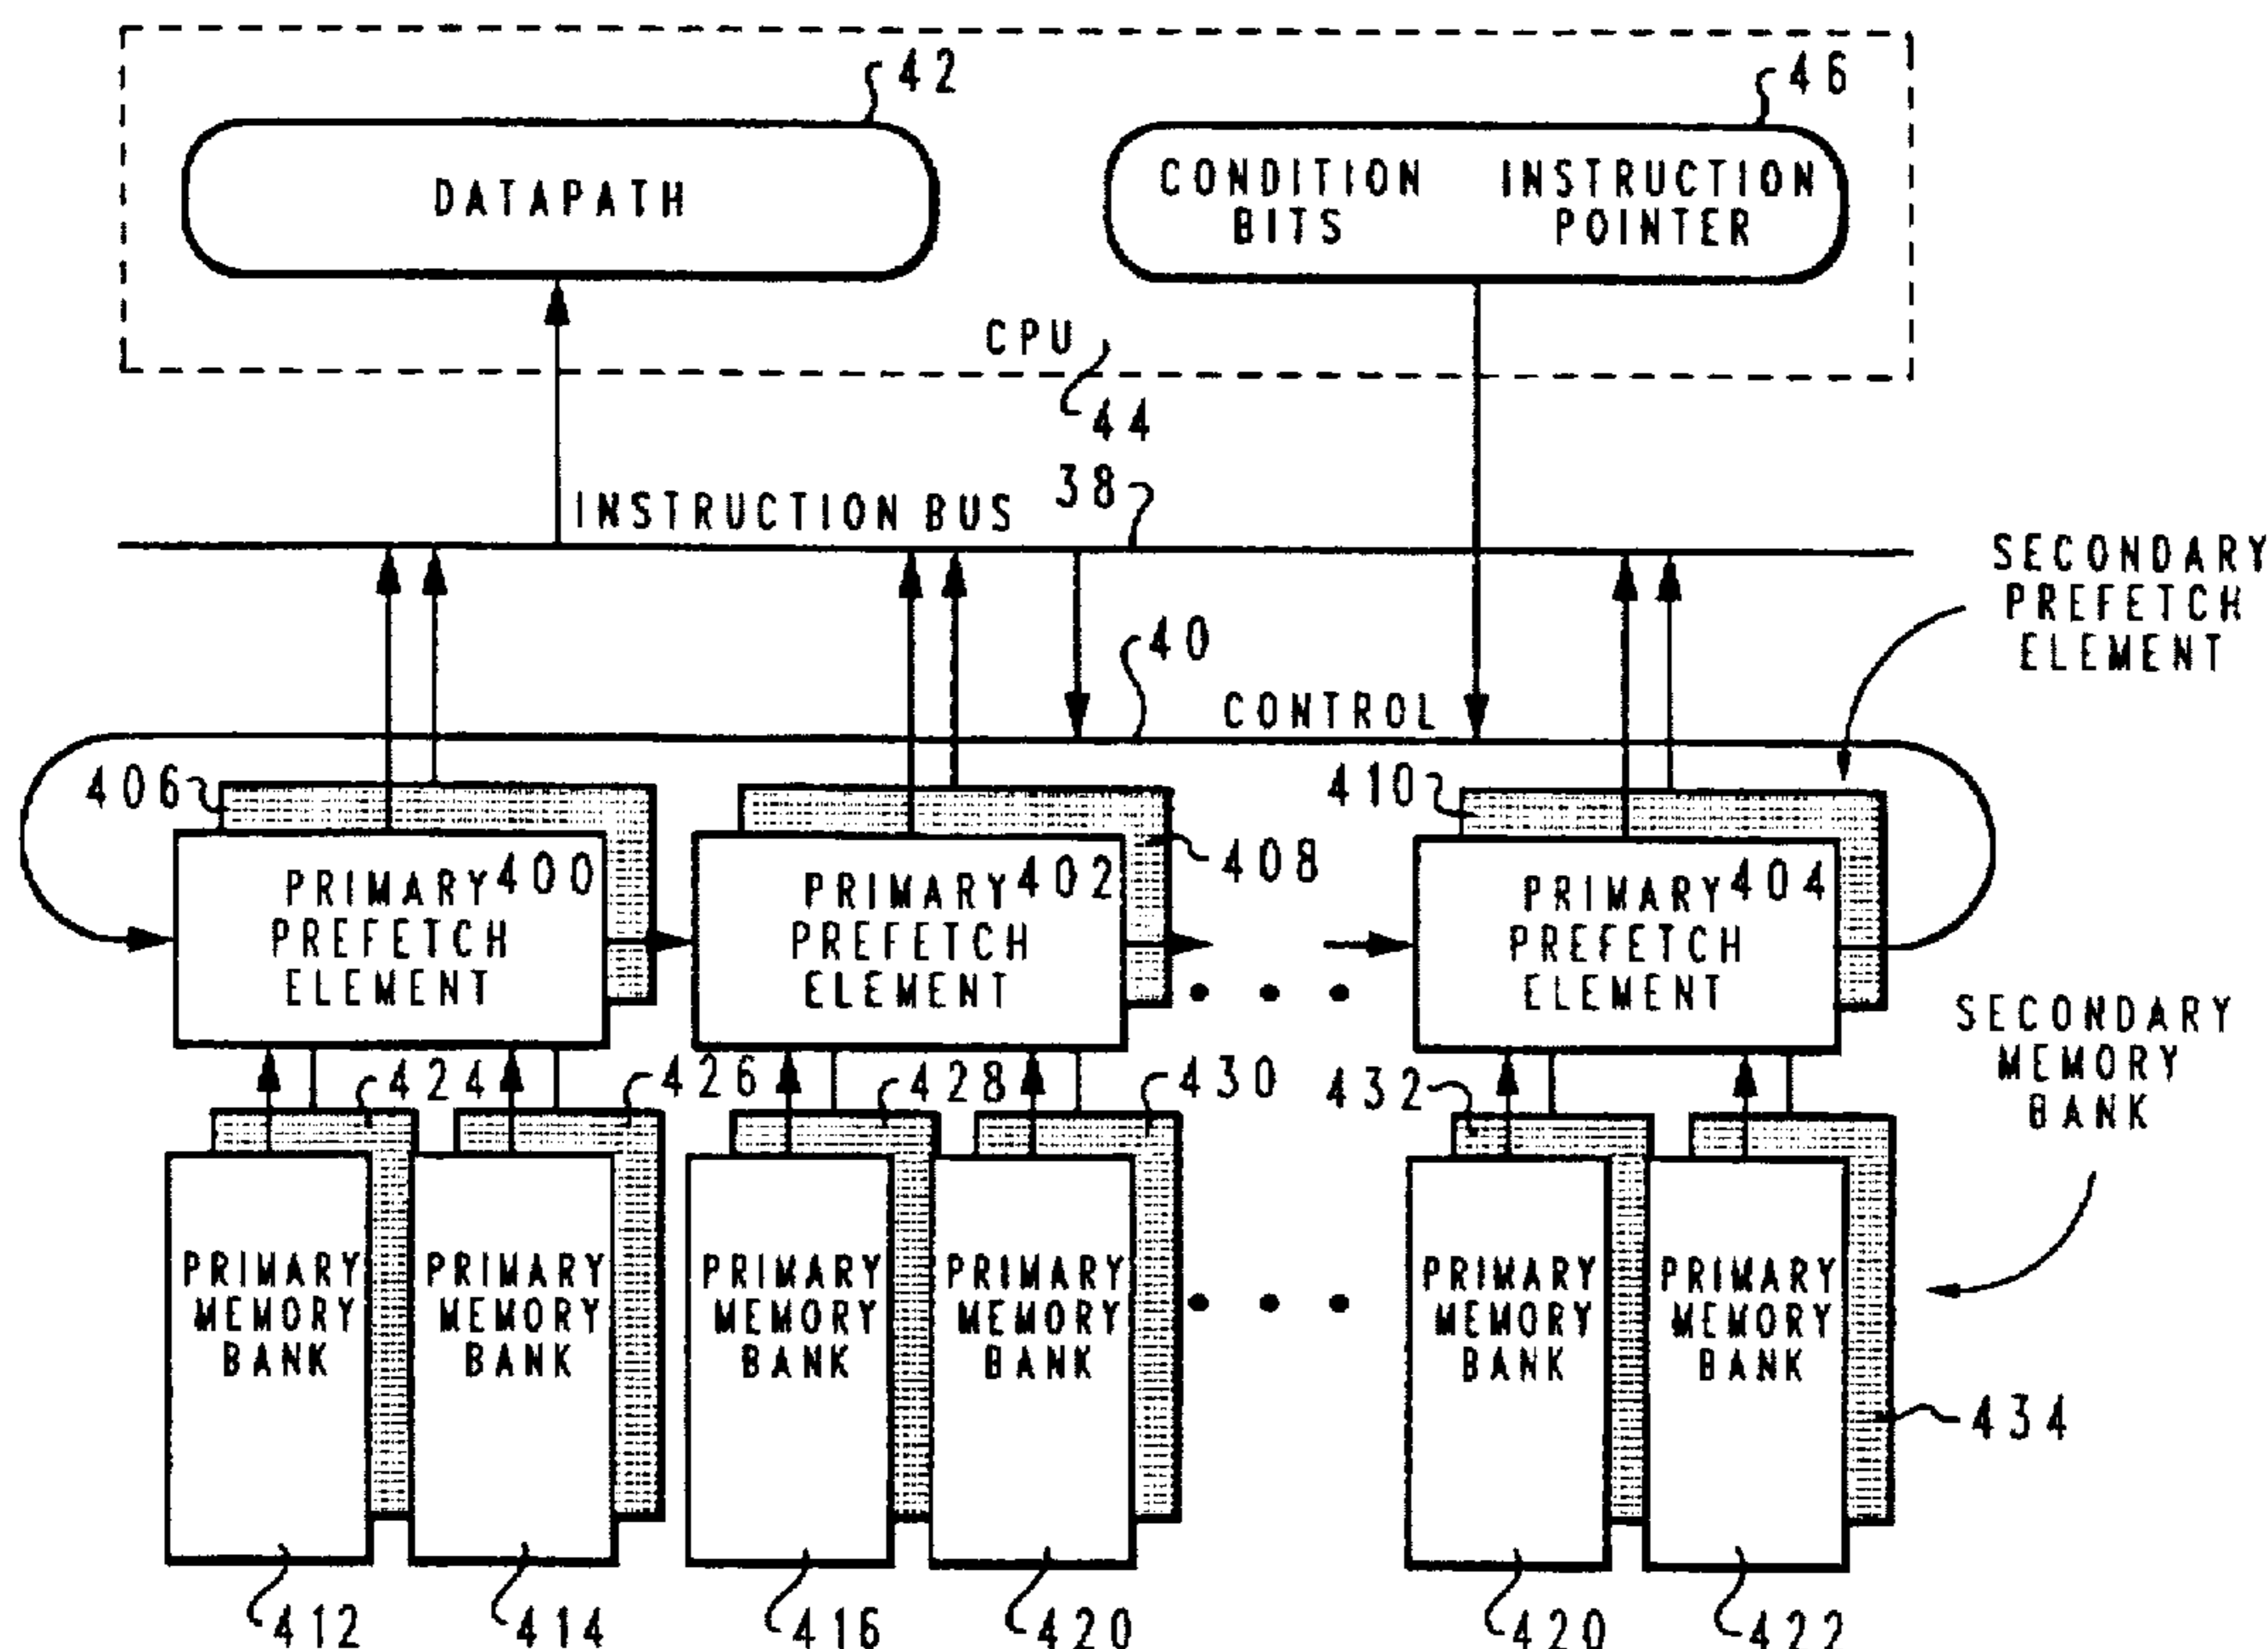 42
46
DATAPATH
CONDITION BITS
INSTRUCTION POINTER
CPU
44
38
INSTRUCTION BUS
SECONDARY
PREFETCH
ELEMENT
40
CONTROL
406
410
408
PRIMARY 400
PREFETCH
ELEMENT
PRIMARY 402
PREFETCH
ELEMENT
PRIMARY 404
PREFETCH
ELEMENT
SECONDARY
MEMORY
BANK
424
426
428
430
432
PRIMARY
MEMORY
BANK
PRIMARY
MEMORY
BANK
PRIMARY
MEMORY
BANK
PRIMARY
MEMORY
BANK
PRIMARY
MEMORY
BANK
PRIMARY
MEMORY
BANK
434
412
414
416
420
420
422